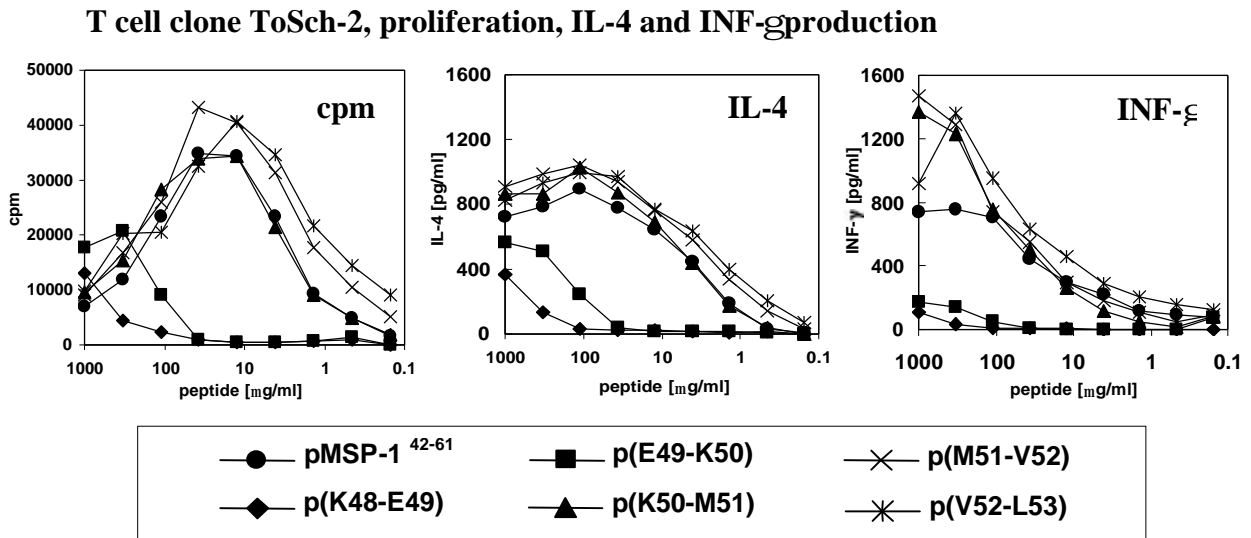 T cell clone ToSch-2, proliferation, IL-4 and INF-gproduction
50000
40000
30000
20000
10000
0
cpm
cpm
1000 100 10 1 0.1
peptide [mg/ml]
1600
1200
800
400
0
IL-4 [pg/ml]
IL-4
1000 100 10 1 0.1
peptide [mg/ml]
1600
1200
800
400
0
INF-γ [pg/ml]
INF-g
1000 100 10 1 0.1
peptide [mg/ml]
pMSP-1 42-61
p(E49-K50)
p(M51-V52)
p(K48-E49)
p(K50-M51)
p(V52-L53)